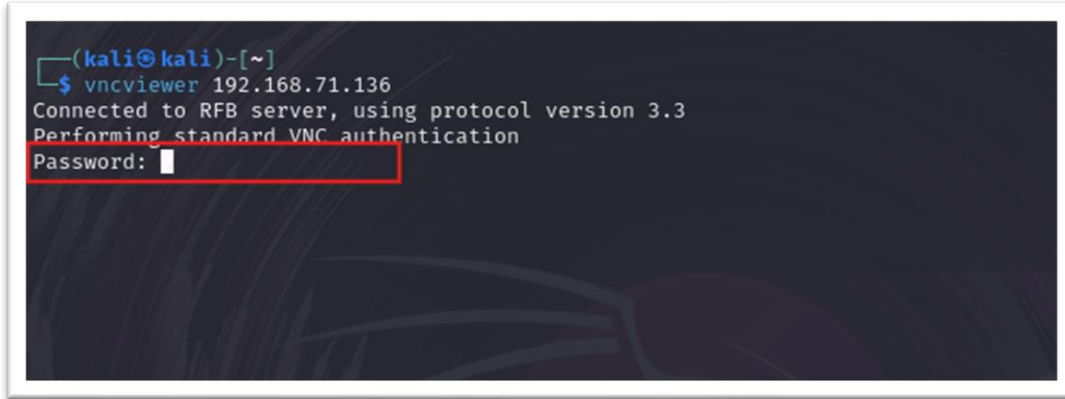 ┌──(kali㉿kali)-[~]
└─$ vncviewer 192.168.71.136
Connected to RFB server, using protocol version 3.3
Performing standard VNC authentication
Password: